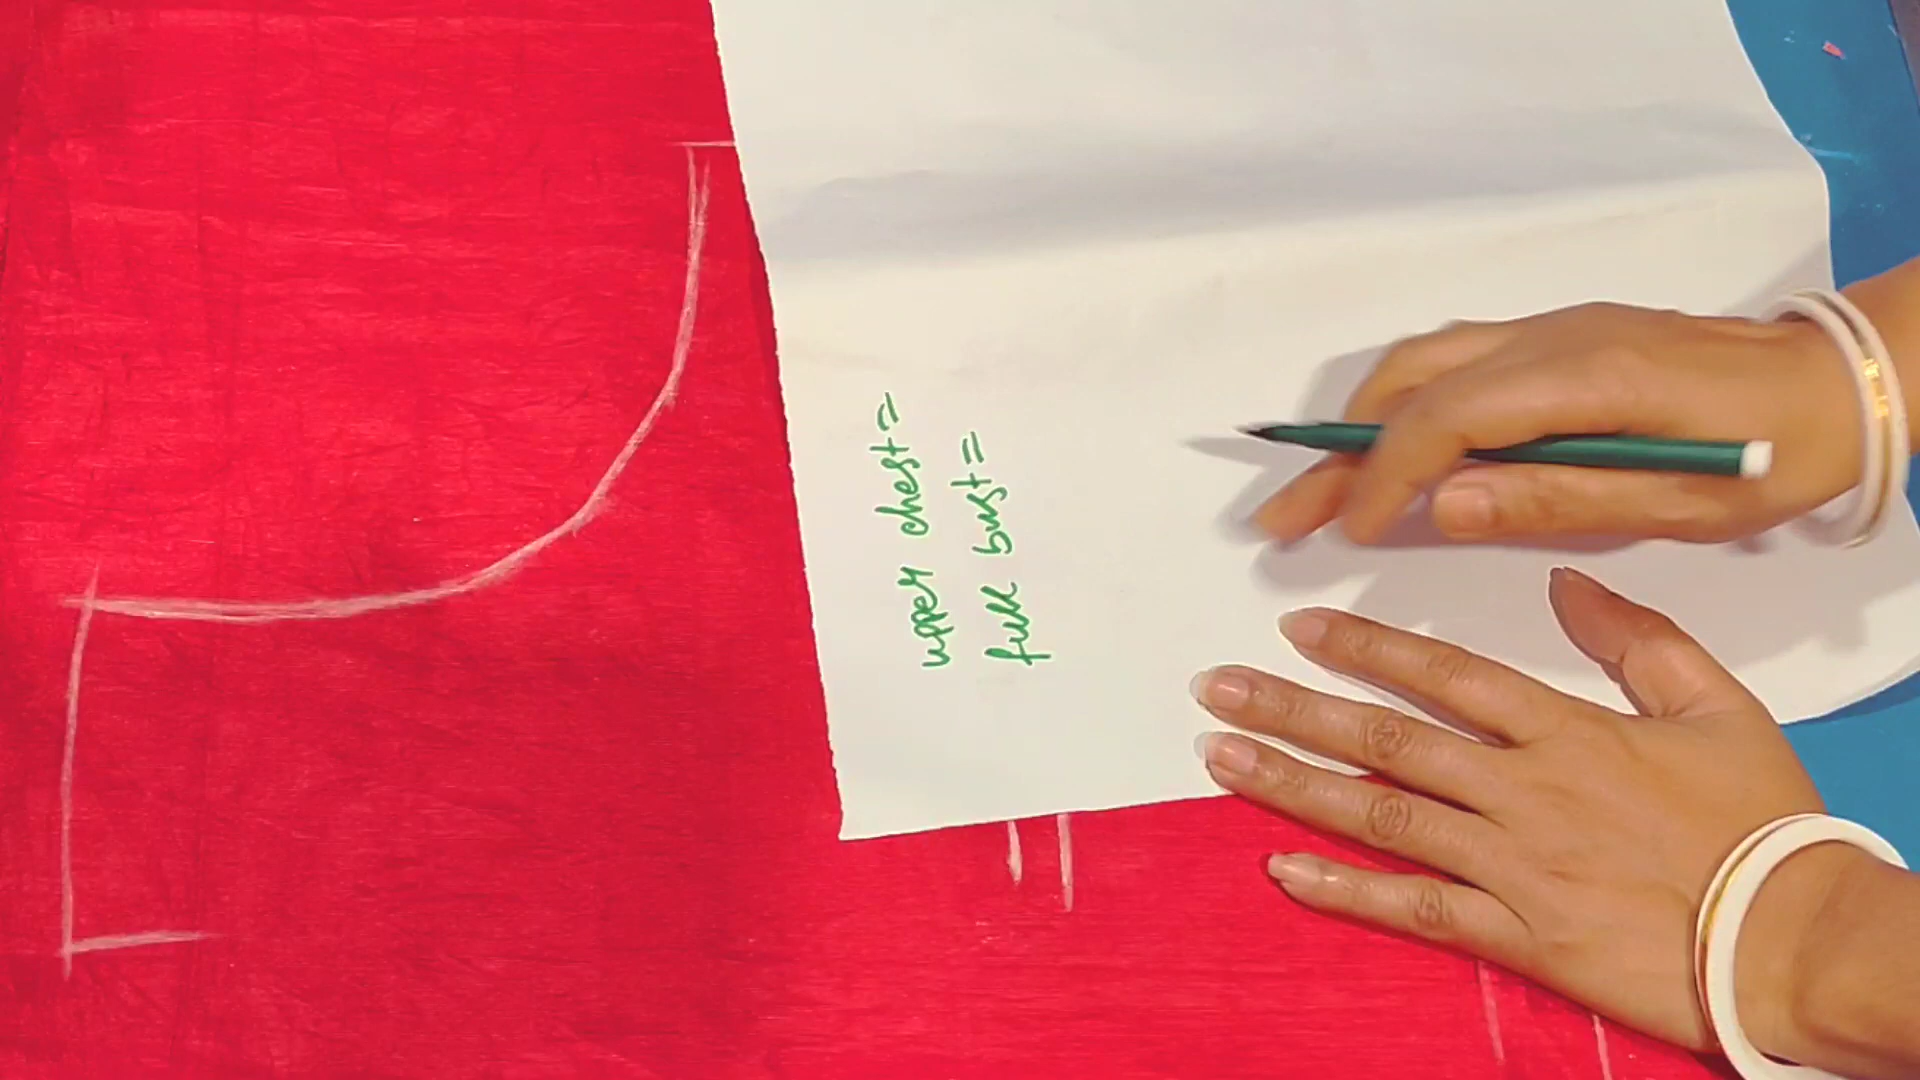 upper chest =
full bust =